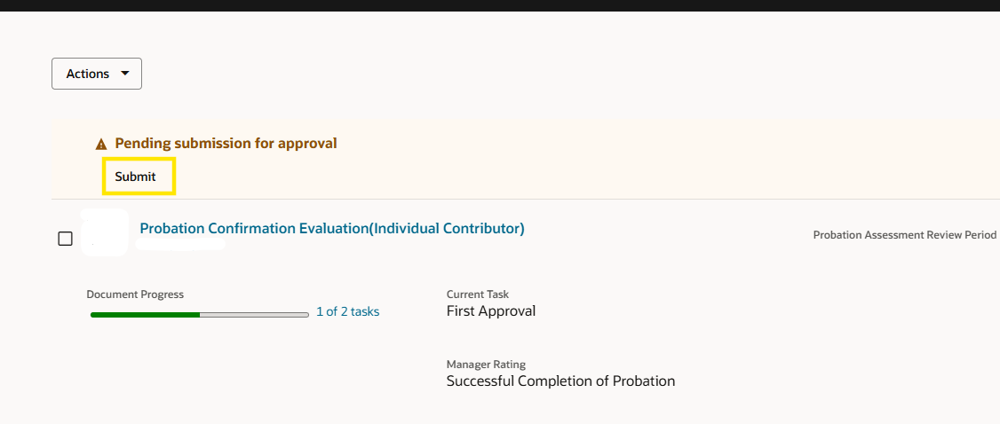 Actions
Pending submission for approval
Submit
Probation Confirmation Evaluation(Individual Contributor)
Probation Assessment Review Period
Document Progress
1 of 2 tasks
Current Task
First Approval
Manager Rating
Successful Completion of Probation